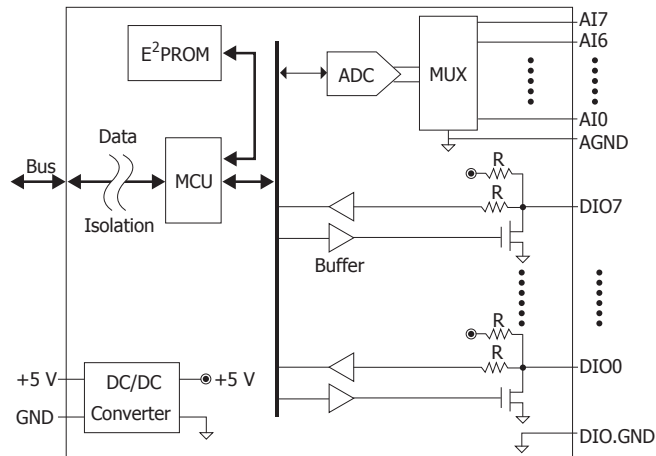 AI7
E²PROM
AI6
ADC
MUX
AI0
AGND
Data
Bus
MCU
R
R
DIO7
Isolation
Buffer
R
R
DIO0
+5 V
DC/DC
Converter
+5 V
GND
DIO.GND